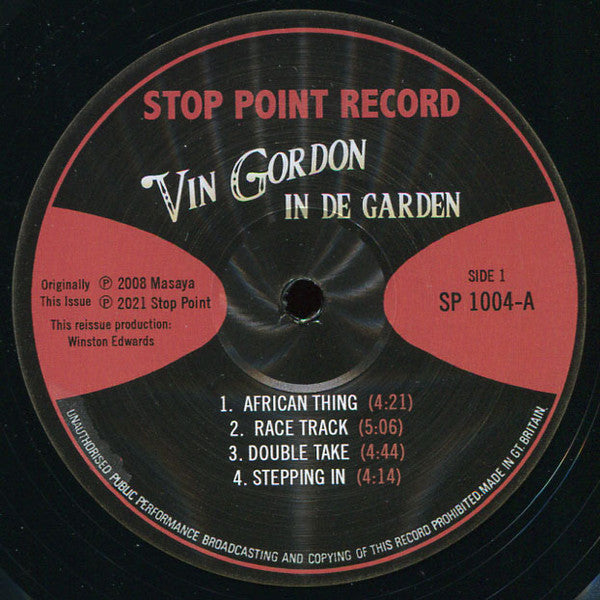 STOP POINT RECORD
VIN GORDON
IN DE GARDEN
Originally ℗ 2008 Masaya
This Issue ℗ 2021 Stop Point
This reissue production:
Winston Edwards
SIDE 1
SP 1004-A
1. AFRICAN THING (4:21)
2. RACE TRACK (5:06)
3. DOUBLE TAKE (4:44)
4. STEPPING IN (4:14)
UNAUTHORISED PUBLIC PERFORMANCE BROADCASTING AND COPYING OF THIS RECORD PROHIBITED.MADE IN GT. BRITAIN.